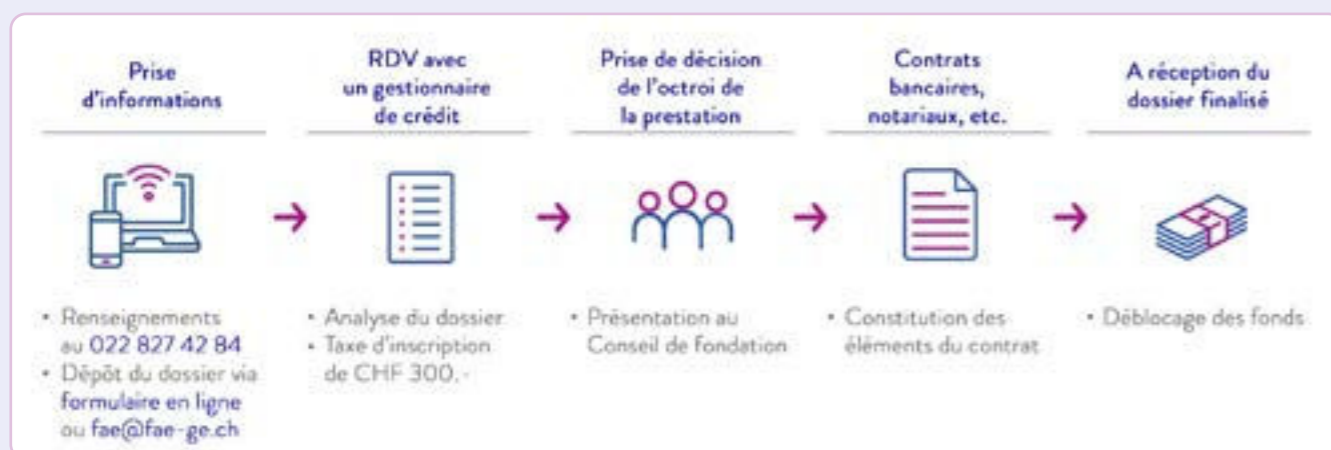 Prise
d'informations
RDV avec
un gestionnaire
de crédit
Prise de décision
de l'octroi de
la prestation
Contrats
bancaires,
notariaux, etc.
A réception du
dossier finalisé
• Renseignements
au 022 827 42 84
• Dépôt du dossier via
formulaire en ligne
ou fae@fae-ge.ch
• Analyse du dossier
• Taxe d'inscription
de CHF 300.-
• Présentation au
Conseil de fondation
• Constitution des
éléments du contrat
• Déblocage des fonds